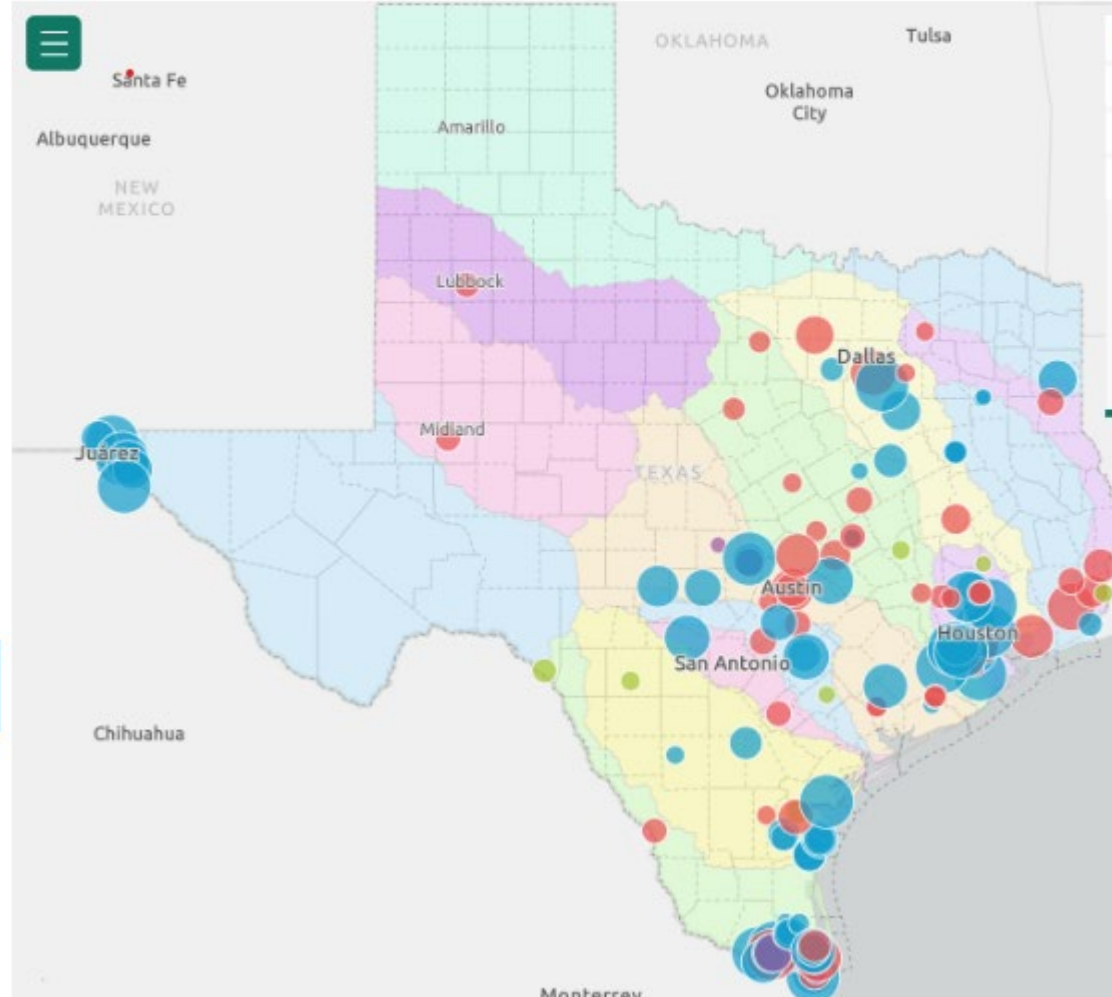 OKLAHOMA
Tulsa
Santa Fe
Oklahoma
City
Albuquerque
Amarillo
NEW
MEXICO
Lubbock
Dallas
Midland
Juárez
TEXAS
Austin
Houston
San Antonio
Chihuahua
Monterrey